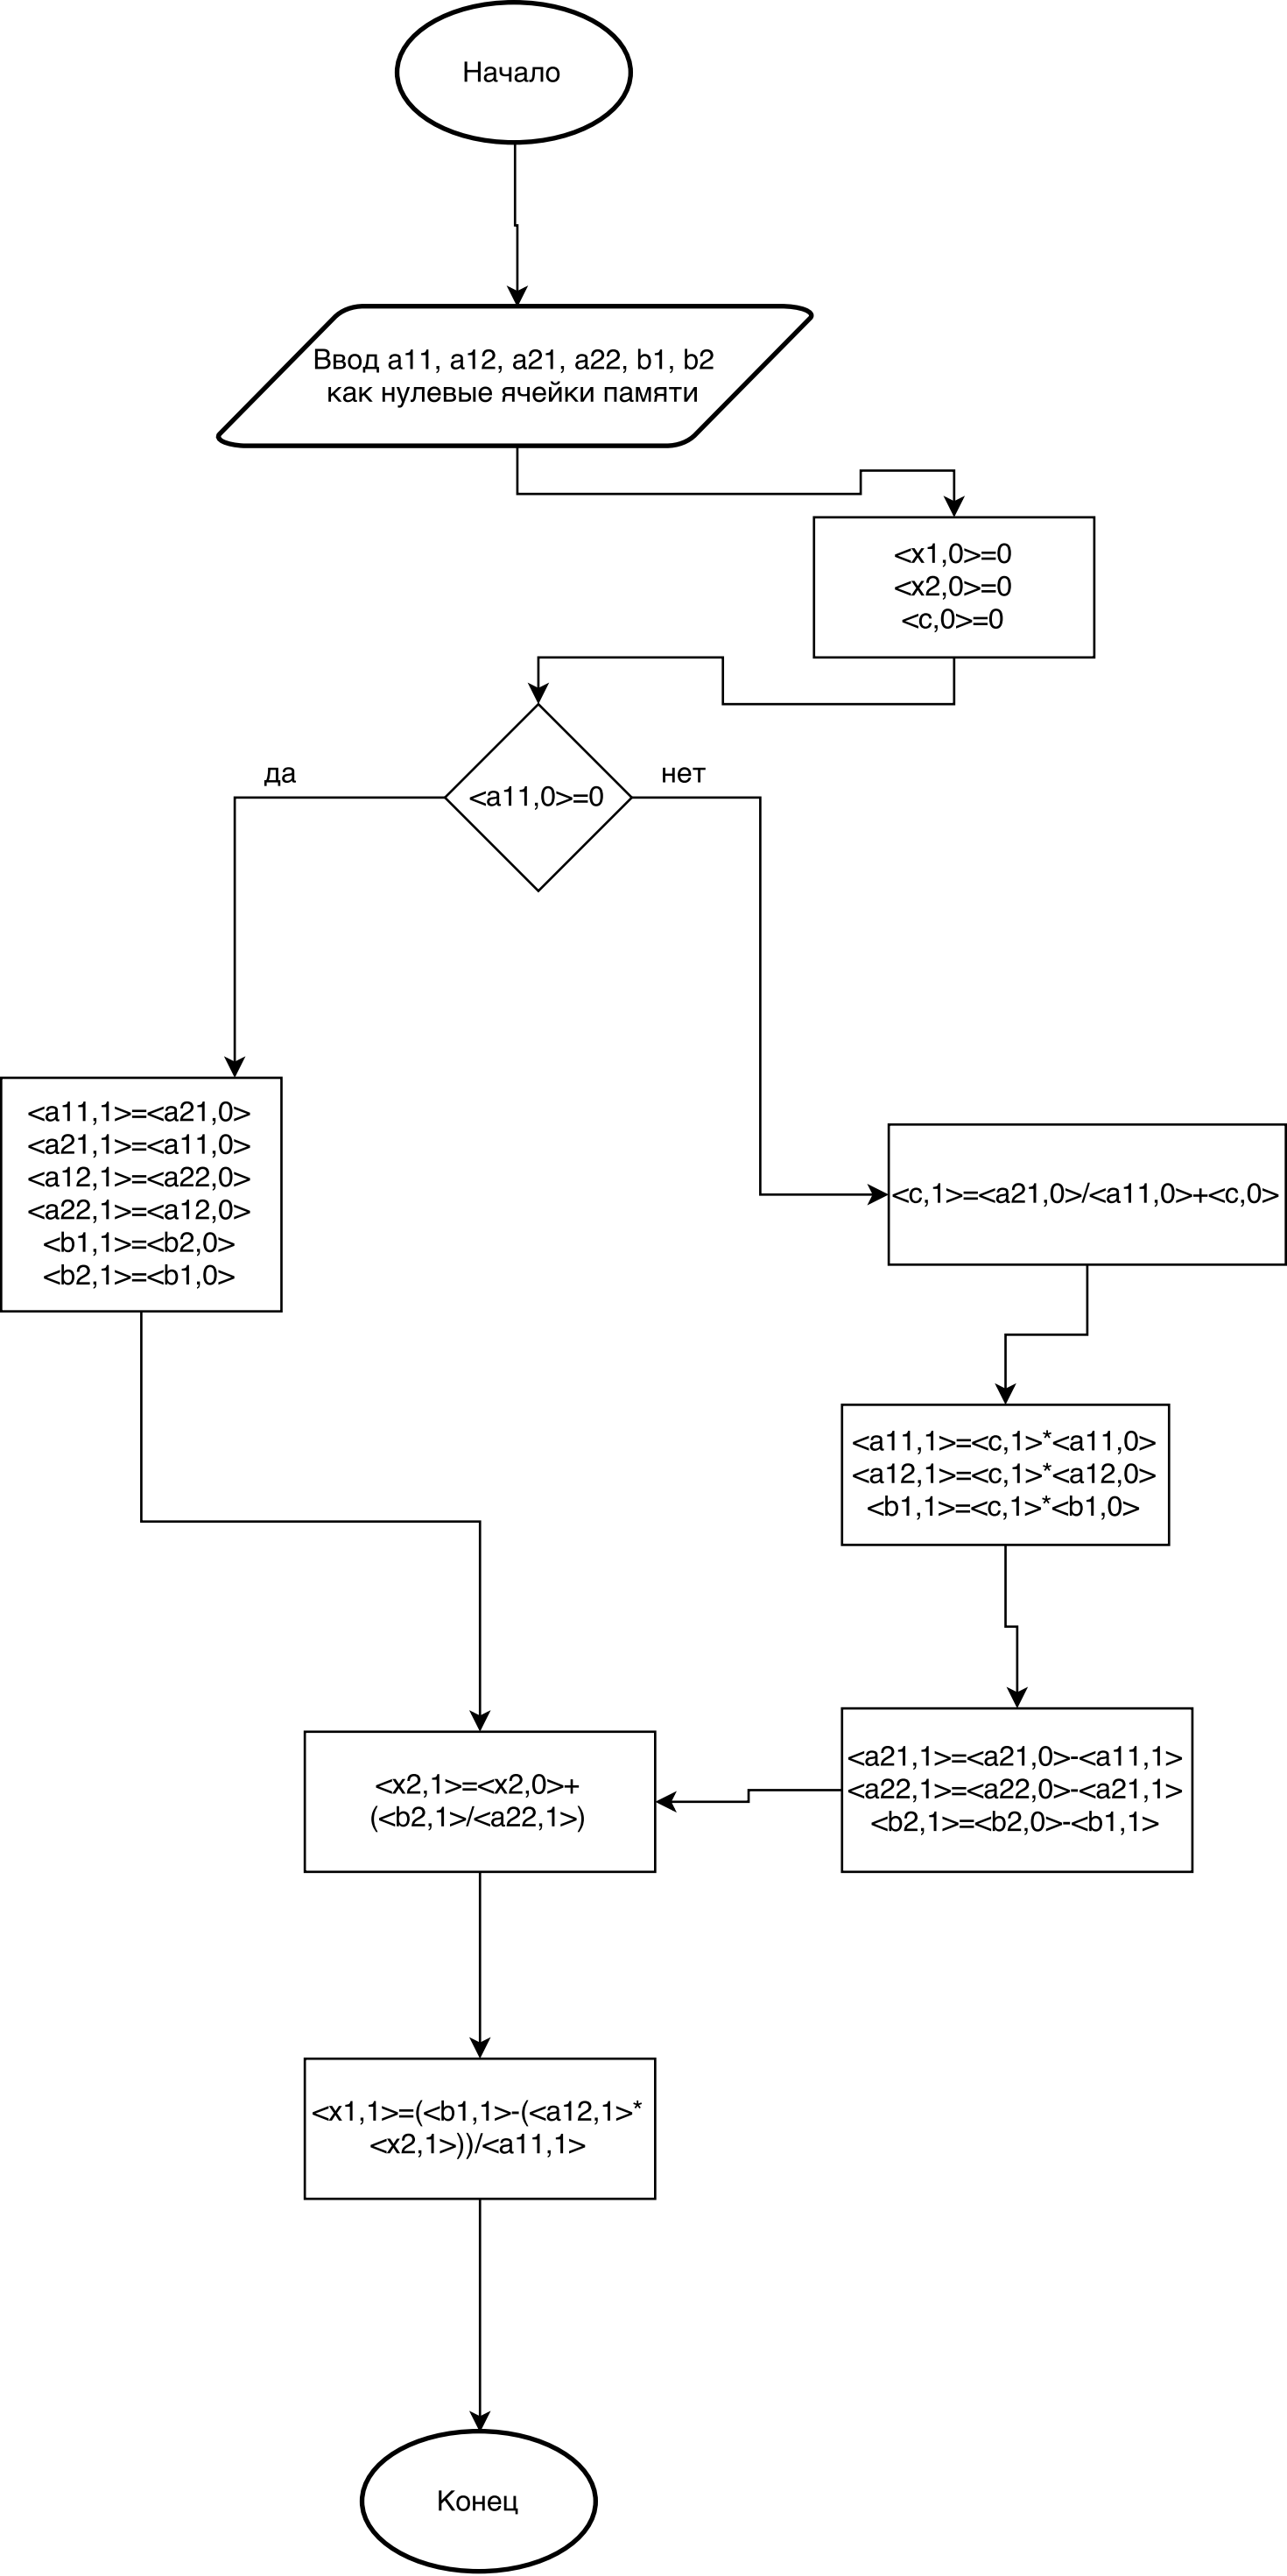 Начало
Ввод a11, a12, a21, a22, b1, b2
как нулевые ячейки памяти
<x1,0>=0
<x2,0>=0
<c,0>=0
да
нет
<a11,0>=0
<a11,1>=<a21,0>
<a21,1>=<a11,0>
<a12,1>=<a22,0>
<a22,1>=<a12,0>
<b1,1>=<b2,0>
<b2,1>=<b1,0>
<c,1>=<a21,0>/<a11,0>+<c,0>
<a11,1>=<c,1>*<a11,0>
<a12,1>=<c,1>*<a12,0>
<b1,1>=<c,1>*<b1,0>
<a21,1>=<a21,0>-<a11,1>
<a22,1>=<a22,0>-<a21,1>
<b2,1>=<b2,0>-<b1,1>
<x2,1>=<x2,0>+
(<b2,1>/<a22,1>)
<x1,1>=(<b1,1>-(<a12,1>*
<x2,1>))/<a11,1>
Конец